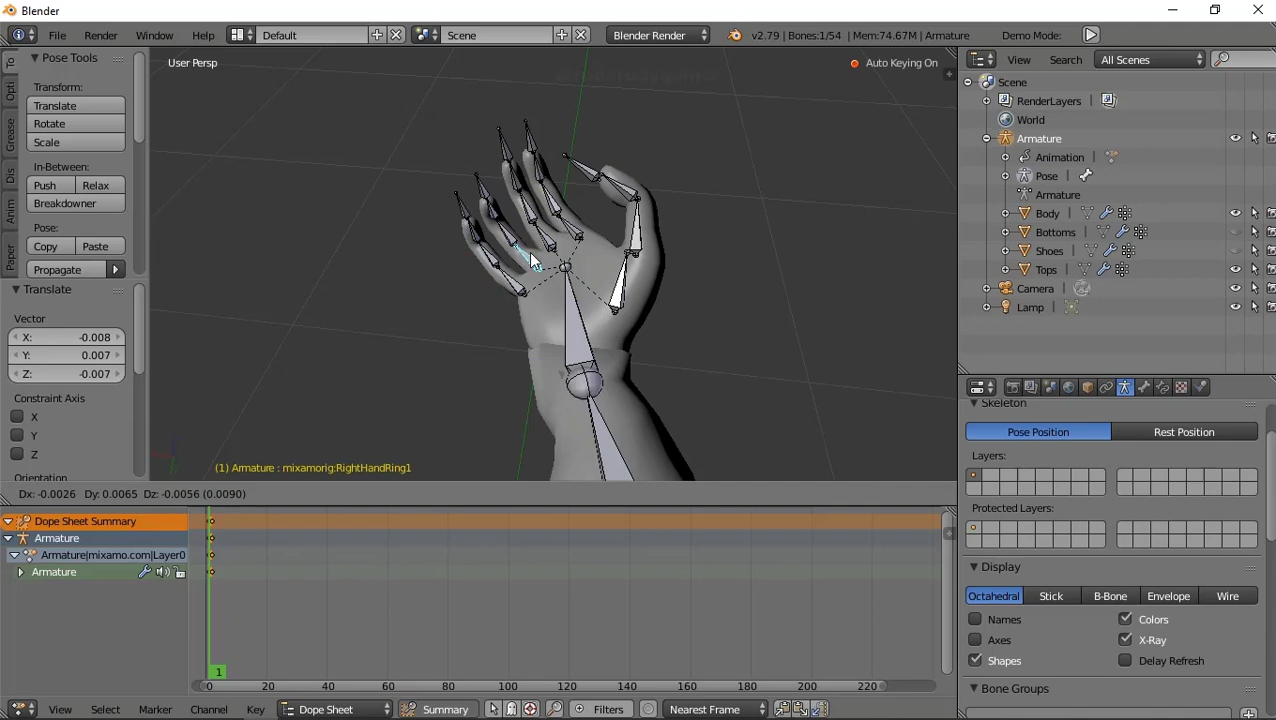 Blender
File Render Window Help Default Scene Blender Render v2.79 | Bones:1/54 | Mem:74.67M | Armature Demo Mode:
To
Opti
Grease
Dis
Anim
Paper
Pose Tools
Transform:
Translate
Rotate
Scale
In-Between:
Push Relax
Breakdowner
Pose:
Copy Paste
Propagate
Translate
Vector
X: -0.008
Y: 0.007
Z: -0.007
Constraint Axis
X
Y
Z
Orientation
User Persp
Auto Keying On
(1) Armature : mixamorig:RightHandRing1
Dx: -0.0026 Dy: 0.0065 Dz: -0.0056 (0.0090)
View Search All Scenes
Scene
RenderLayers
World
Armature
Animation
Pose
Armature
Body
Bottoms
Shoes
Tops
Camera
Lamp
Skeleton
Pose Position Rest Position
Layers:
Protected Layers:
Display
Octahedral Stick B-Bone Envelope Wire
Names Colors
Axes X-Ray
Shapes Delay Refresh
Bone Groups
Dope Sheet Summary
Armature
Armature|mixamo.com|Layer0
Armature
1
0 20 40 60 80 100 120 140 160 180 200 220
View Select Marker Channel Key Dope Sheet Summary Filters Nearest Frame